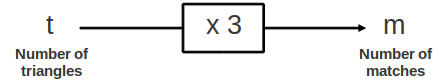 t x 3 m
Number of triangles
Number of matches